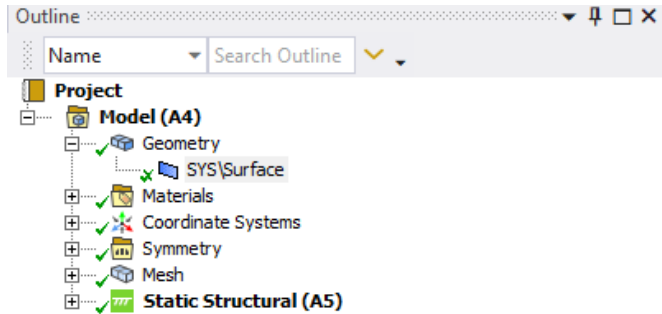 Outline
Name Search Outline
Project
Model (A4)
Geometry
SYS\Surface
Materials
Coordinate Systems
Symmetry
Mesh
Static Structural (A5)